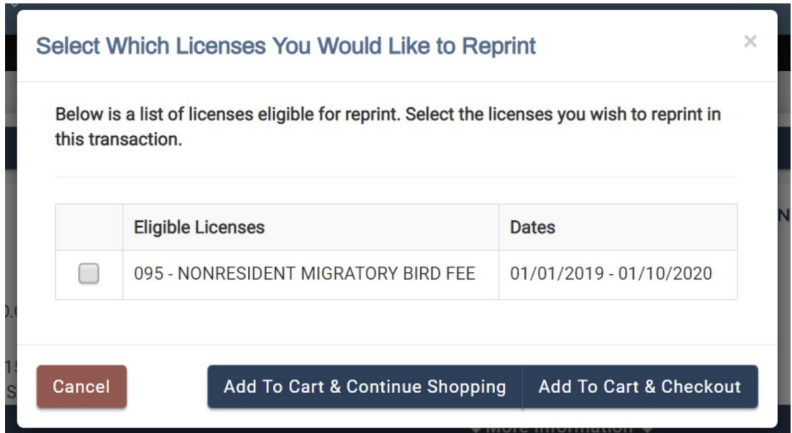 Select Which Licenses You Would Like to Reprint
×
Below is a list of licenses eligible for reprint. Select the licenses you wish to reprint in
this transaction.
Eligible Licenses Dates
095 - NONRESIDENT MIGRATORY BIRD FEE 01/01/2019 - 01/10/2020
Cancel Add To Cart & Continue Shopping Add To Cart & Checkout
More Information